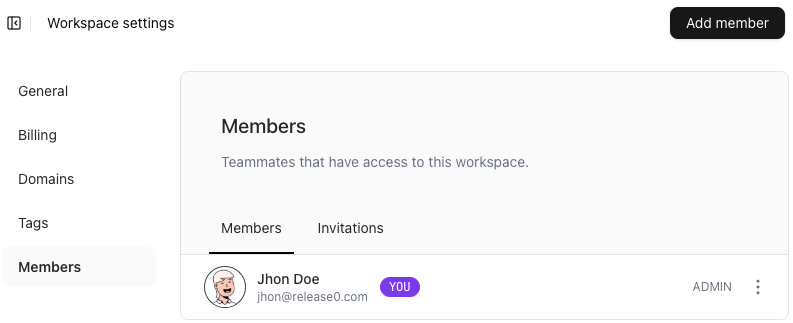 Workspace settings
Add member
General
Billing
Domains
Tags
Members
Members
Teammates that have access to this workspace.
Members Invitations
Jhon Doe
jhon@release0.com
YOU
ADMIN